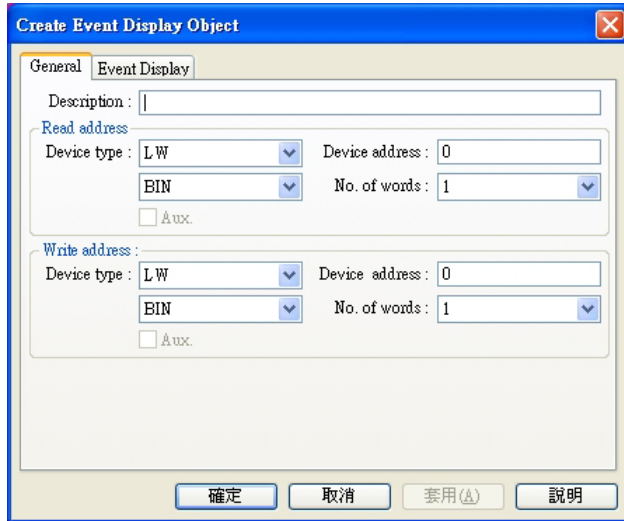 Create Event Display Object
General Event Display
Description :
Read address
Device type : LW Device address : 0
BIN No. of words : 1
Aux.
Write address :
Device type : LW Device address : 0
BIN No. of words : 1
Aux.
確定 取消 套用(A) 說明